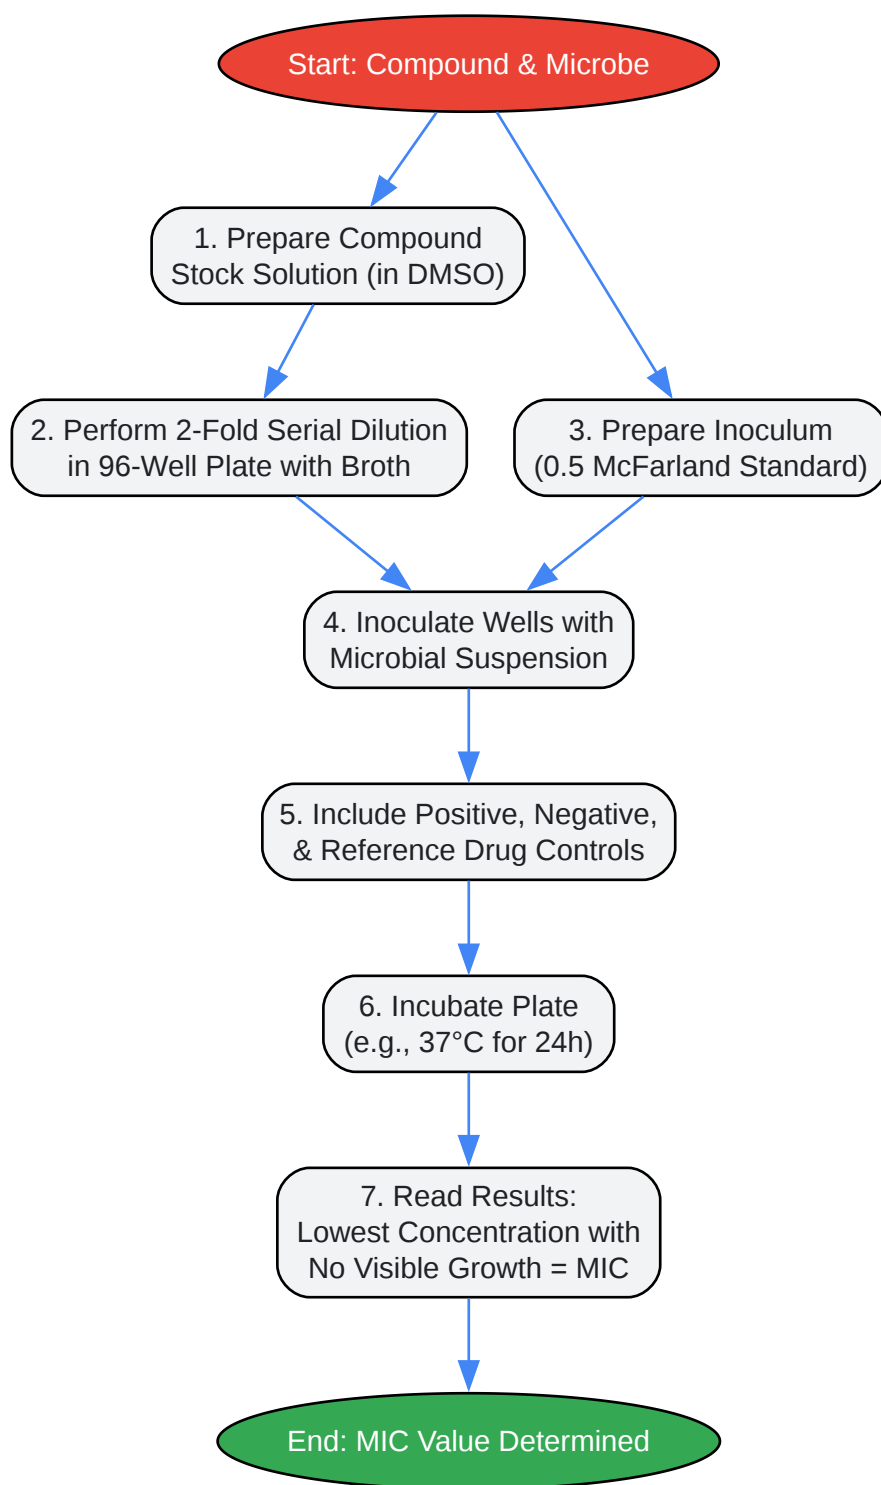 Start: Compound & Microbe
1. Prepare Compound
Stock Solution (in DMSO)
2. Perform 2-Fold Serial Dilution
in 96-Well Plate with Broth
3. Prepare Inoculum
(0.5 McFarland Standard)
4. Inoculate Wells with
Microbial Suspension
5. Include Positive, Negative,
& Reference Drug Controls
6. Incubate Plate
(e.g., 37°C for 24h)
7. Read Results:
Lowest Concentration with
No Visible Growth = MIC
End: MIC Value Determined